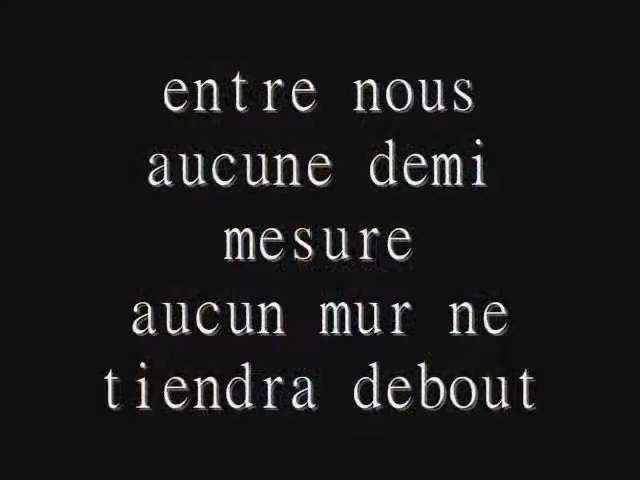 entre nous
aucune demi
mesure
aucun mur ne
tiendra debout